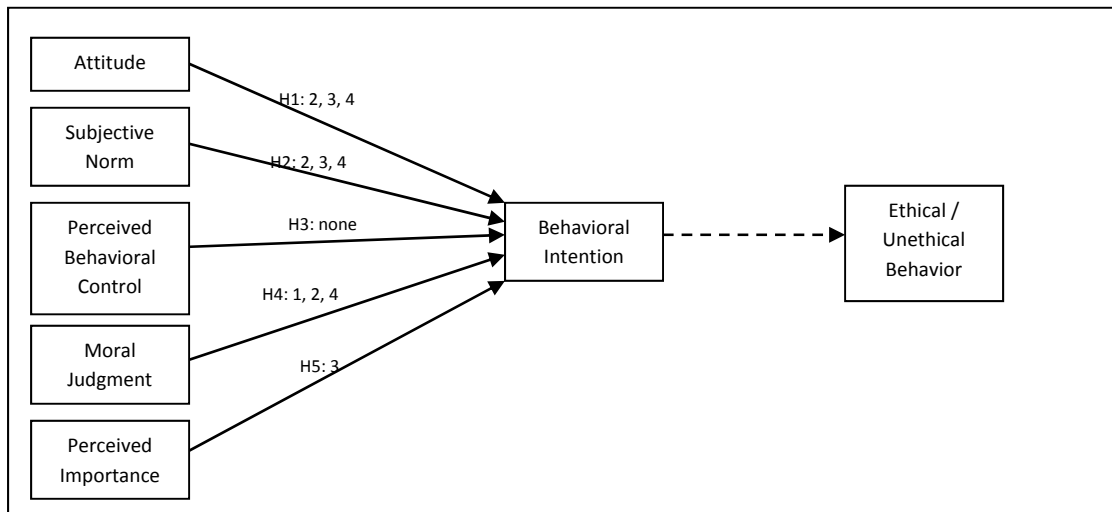 Attitude
H1: 2, 3, 4
Subjective
Norm
H2: 2, 3, 4
Perceived
Behavioral
Control
H3: none
Moral
Judgment
H4: 1, 2, 4
Perceived
Importance
H5: 3
Behavioral
Intention
Ethical /
Unethical
Behavior